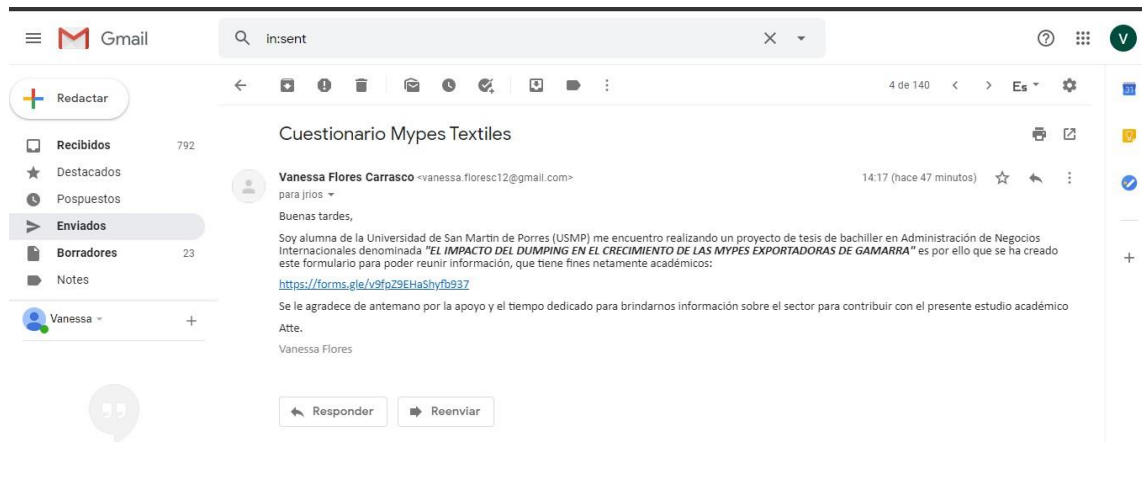 Gmail
in:sent
V
Redactar
4 de 140
Es
31
Cuestionario Mypes Textiles
Recibidos 792
Destacados
Pospuestos
Enviados
Borradores 23
Notes
Vanessa
Vanessa Flores Carrasco <vanessa.floresc12@gmail.com>
14:17 (hace 47 minutos)
para jrios
Buenas tardes,
Soy alumna de la Universidad de San Martin de Porres (USMP) me encuentro realizando un proyecto de tesis de bachiller en Administración de Negocios
Internacionales denominada "EL IMPACTO DEL DUMPING EN EL CRECIMIENTO DE LAS MYPES EXPORTADORAS DE GAMARRA" es por ello que se ha creado
este formulario para poder reunir información, que tiene fines netamente académicos:
https://forms.gle/v9fpZ9EHaShyfb937
Se le agradece de antemano por la apoyo y el tiempo dedicado para brindarnos información sobre el sector para contribuir con el presente estudio académico
Atte.
Vanessa Flores
Responder
Reenviar